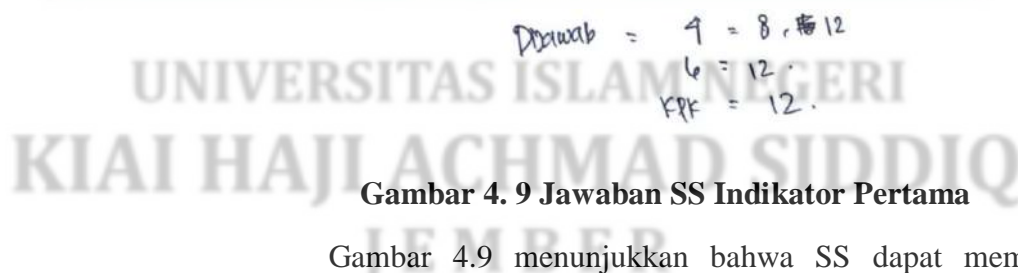 Dijawab = 4 = 8, 12
6 = 12.
KPK = 12.
UNIVERSITAS ISLAM NEGERI
KIAI HAJI ACHMAD SIDDIQ
Gambar 4. 9 Jawaban SS Indikator Pertama
JEMBER
Gambar 4.9 menunjukkan bahwa SS dapat mem